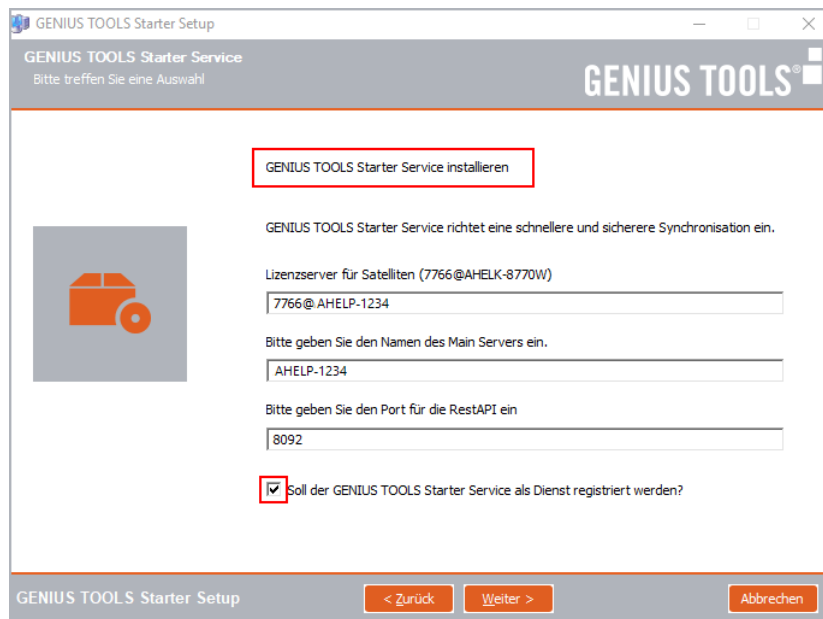 GENIUS TOOLS Starter Setup
GENIUS TOOLS Starter Service
Bitte treffen Sie eine Auswahl
GENIUS TOOLS®
GENIUS TOOLS Starter Service installieren
GENIUS TOOLS Starter Service richtet eine schnellere und sicherere Synchronisation ein.
Lizenzserver für Satelliten (7766@AHELK-8770W)
7766@ AHELP-1234
Bitte geben Sie den Namen des Main Servers ein.
AHELP-1234
Bitte geben Sie den Port für die RestAPI ein
8092
Soll der GENIUS TOOLS Starter Service als Dienst registriert werden?
GENIUS TOOLS Starter Setup
< Zurück
Weiter >
Abbrechen